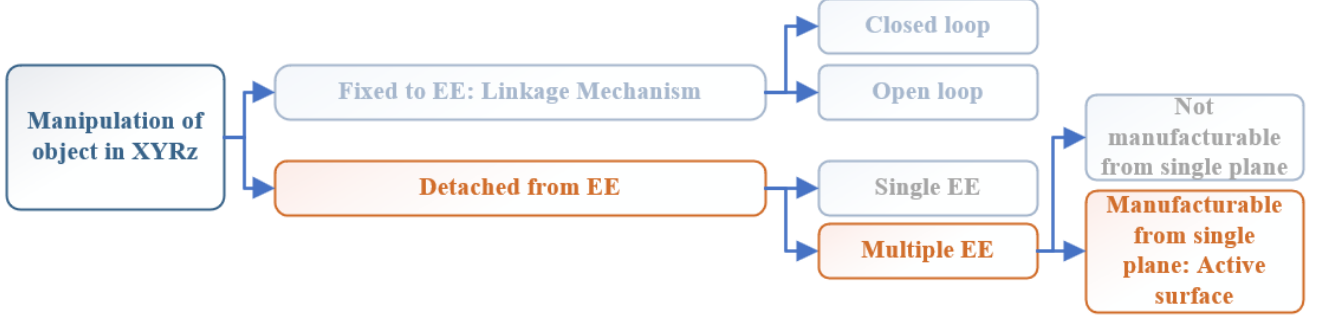 Manipulation of
object in XYRz
Fixed to EE: Linkage Mechanism
Closed loop
Open loop
Detached from EE
Single EE
Multiple EE
Not
manufacturable
from single plane
Manufacturable
from single
plane: Active
surface